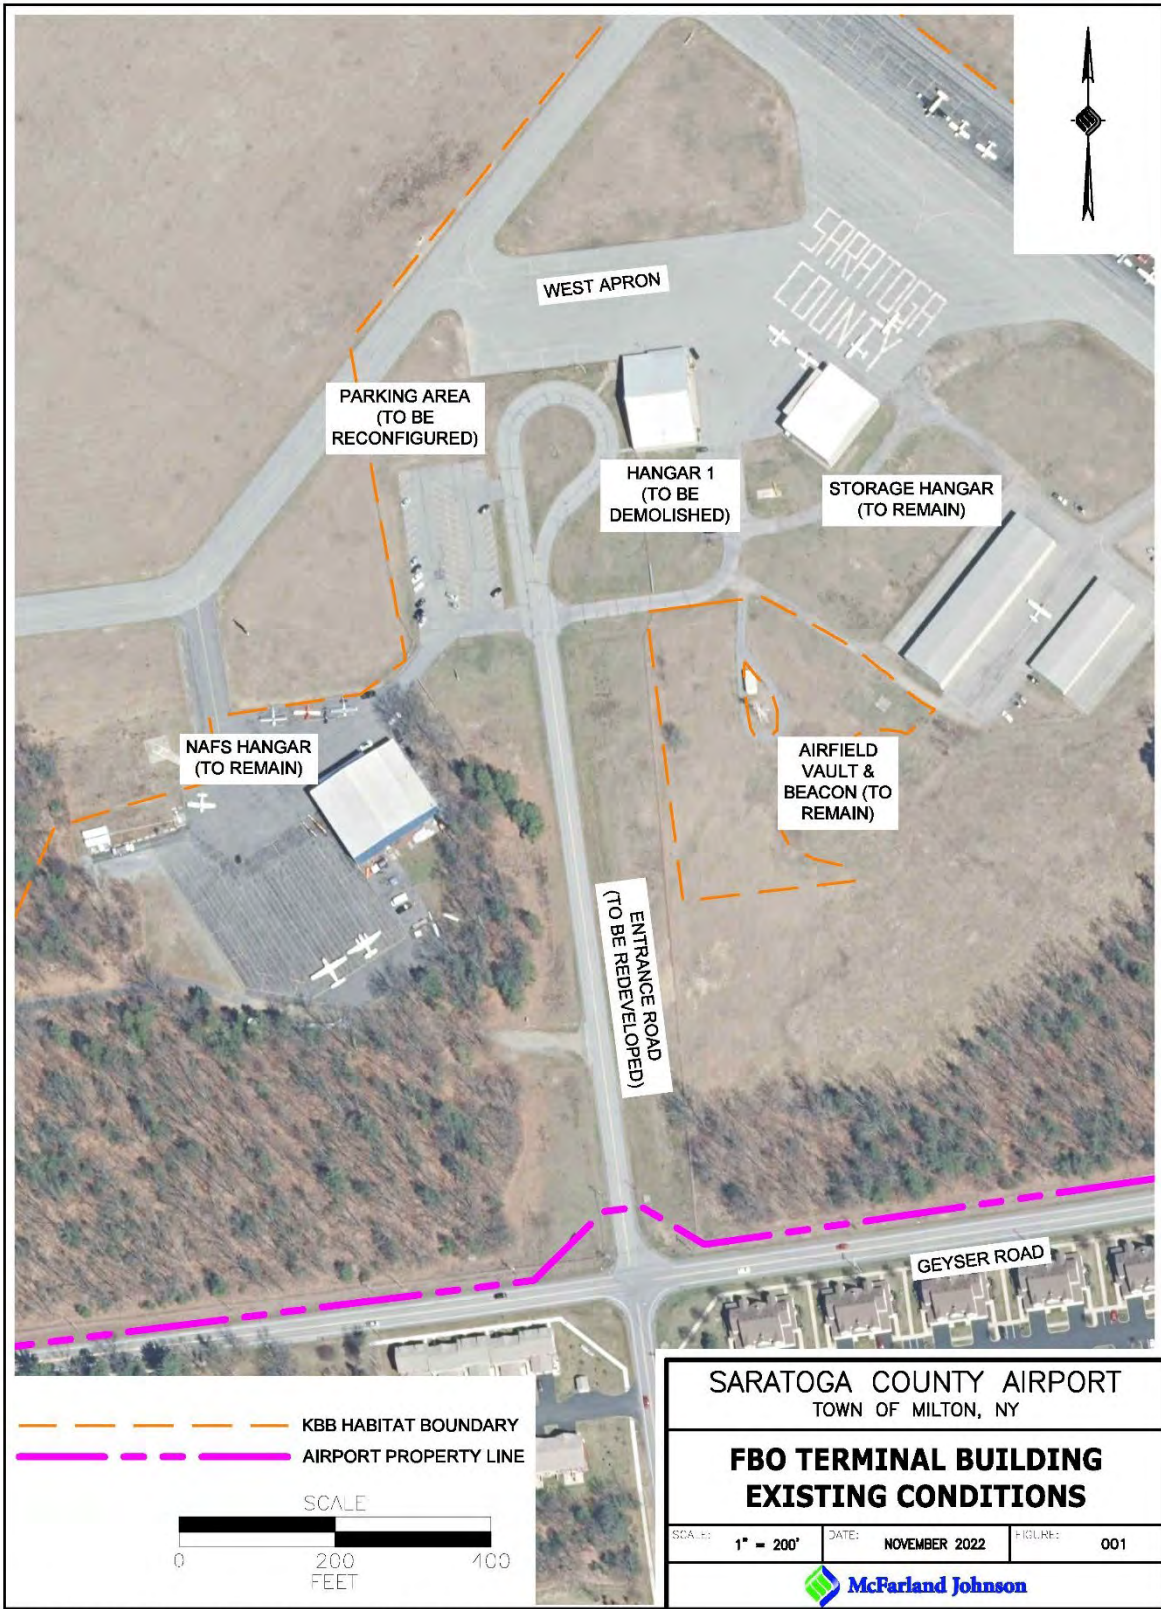 SARATOGA
COUNTY
WEST APRON
PARKING AREA
(TO BE
RECONFIGURED)
HANGAR 1
(TO BE
DEMOLISHED)
STORAGE HANGAR
(TO REMAIN)
NAFS HANGAR
(TO REMAIN)
AIRFIELD
VAULT &
BEACON (TO
REMAIN)
ENTRANCE ROAD
(TO BE REDEVELOPED)
GEYSER ROAD
KBB HABITAT BOUNDARY
AIRPORT PROPERTY LINE
SCALE
0 200 400
FEET
SARATOGA COUNTY AIRPORT
TOWN OF MILTON, NY
FBO TERMINAL BUILDING
EXISTING CONDITIONS
SCALE: 1" = 200' DATE: NOVEMBER 2022 FIGURE: 001
McFarland Johnson